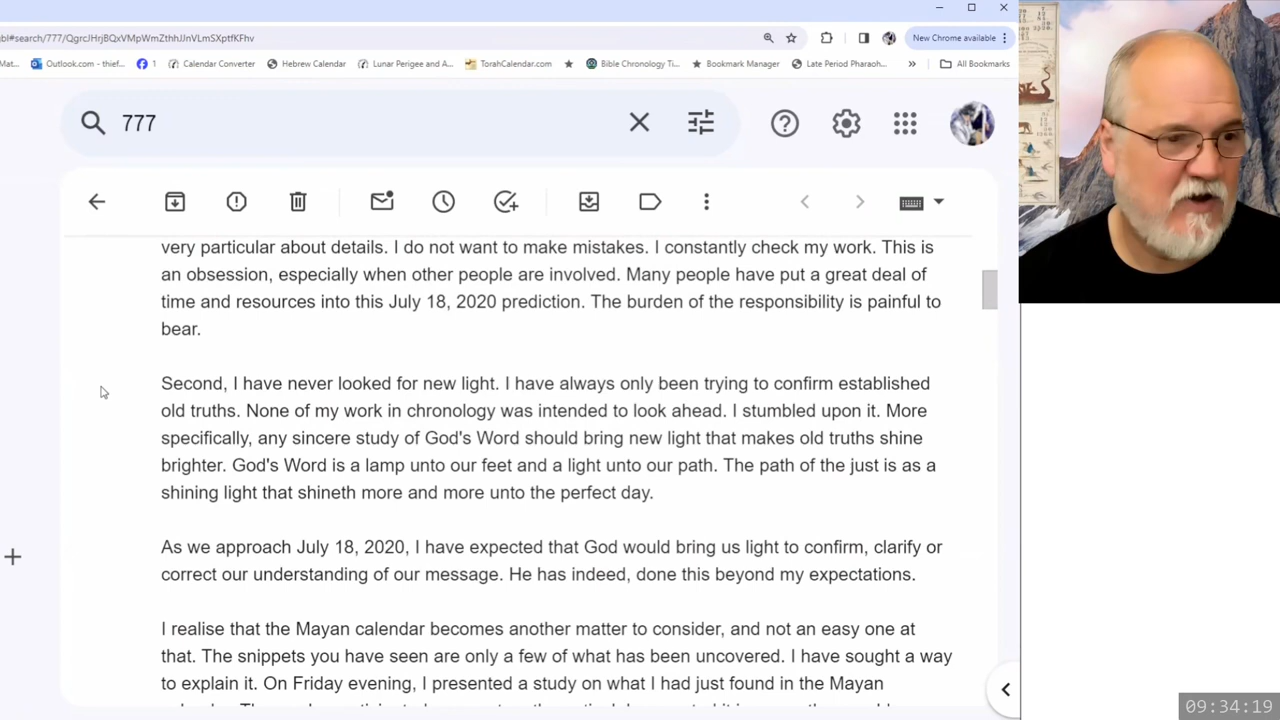 bl#search/777/QgrcJHrjBQxVMpWmZthhJJnVLmSXptfKFhv
New Chrome available
Mat...
Outlook.com - thief...
1
Calendar Converter
Hebrew Calendar
Lunar Perigee and A...
TorahCalendar.com
Bible Chronology Ti...
Bookmark Manager
Late Period Pharaoh...
All Bookmarks
777
very particular about details. I do not want to make mistakes. I constantly check my work. This is
an obsession, especially when other people are involved. Many people have put a great deal of
time and resources into this July 18, 2020 prediction. The burden of the responsibility is painful to
bear.
Second, I have never looked for new light. I have always only been trying to confirm established
old truths. None of my work in chronology was intended to look ahead. I stumbled upon it. More
specifically, any sincere study of God's Word should bring new light that makes old truths shine
brighter. God's Word is a lamp unto our feet and a light unto our path. The path of the just is as a
shining light that shineth more and more unto the perfect day.
As we approach July 18, 2020, I have expected that God would bring us light to confirm, clarify or
correct our understanding of our message. He has indeed, done this beyond my expectations.
I realise that the Mayan calendar becomes another matter to consider, and not an easy one at
that. The snippets you have seen are only a few of what has been uncovered. I have sought a way
to explain it. On Friday evening, I presented a study on what I had just found in the Mayan
09:34:19